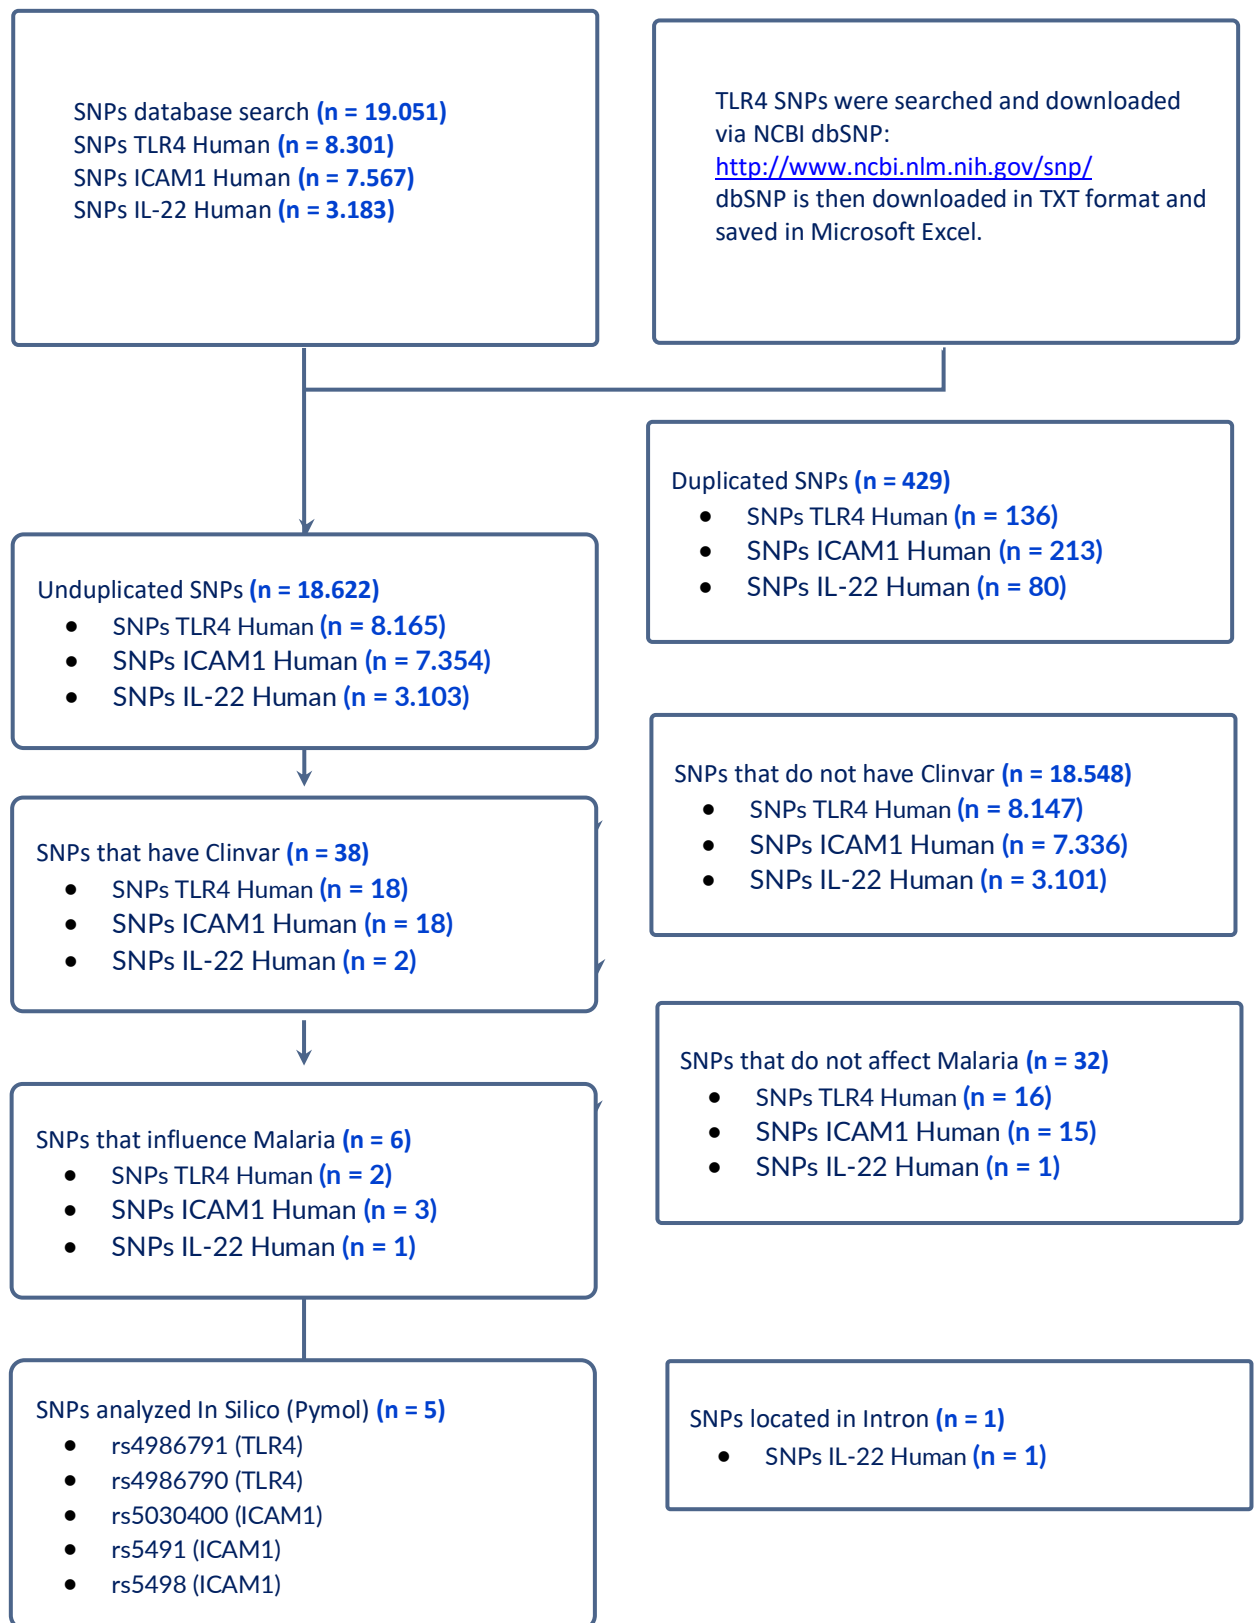 SNPs database search (n = 19.051)
SNPs TLR4 Human (n = 8.301)
SNPs ICAM1 Human (n = 7.567)
SNPs IL-22 Human (n = 3.183)
TLR4 SNPs were searched and downloaded
via NCBI dbSNP:
http://www.ncbi.nlm.nih.gov/snp/
dbSNP is then downloaded in TXT format and
saved in Microsoft Excel.
Duplicated SNPs (n = 429)
• SNPs TLR4 Human (n = 136)
• SNPs ICAM1 Human (n = 213)
• SNPs IL-22 Human (n = 80)
Unduplicated SNPs (n = 18.622)
• SNPs TLR4 Human (n = 8.165)
• SNPs ICAM1 Human (n = 7.354)
• SNPs IL-22 Human (n = 3.103)
SNPs that do not have Clinvar (n = 18.548)
• SNPs TLR4 Human (n = 8.147)
• SNPs ICAM1 Human (n = 7.336)
• SNPs IL-22 Human (n = 3.101)
SNPs that have Clinvar (n = 38)
• SNPs TLR4 Human (n = 18)
• SNPs ICAM1 Human (n = 18)
• SNPs IL-22 Human (n = 2)
SNPs that do not affect Malaria (n = 32)
• SNPs TLR4 Human (n = 16)
• SNPs ICAM1 Human (n = 15)
• SNPs IL-22 Human (n = 1)
SNPs that influence Malaria (n = 6)
• SNPs TLR4 Human (n = 2)
• SNPs ICAM1 Human (n = 3)
• SNPs IL-22 Human (n = 1)
SNPs analyzed In Silico (Pymol) (n = 5)
• rs4986791 (TLR4)
• rs4986790 (TLR4)
• rs5030400 (ICAM1)
• rs5491 (ICAM1)
• rs5498 (ICAM1)
SNPs located in Intron (n = 1)
• SNPs IL-22 Human (n = 1)